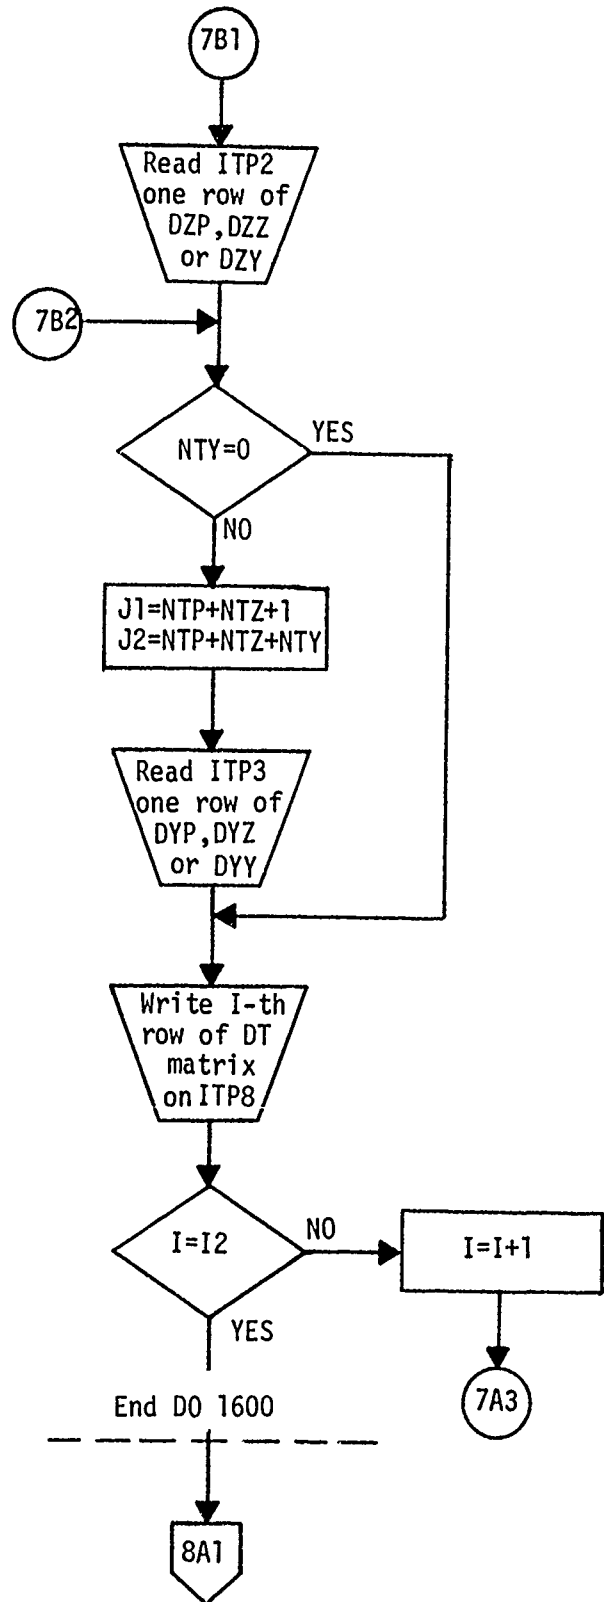 7B1
Read ITP2
one row of
DZP,DZZ
or DZY
7B2
NTY=0
YES
NO
J1=NTP+NTZ+1
J2=NTP+NTZ+NTY
Read ITP3
one row of
DYP,DYZ
or DYY
Write I-th
row of DT
matrix
on ITP8
I=I2
NO
I=I+1
YES
7A3
End DO 1600
8A1